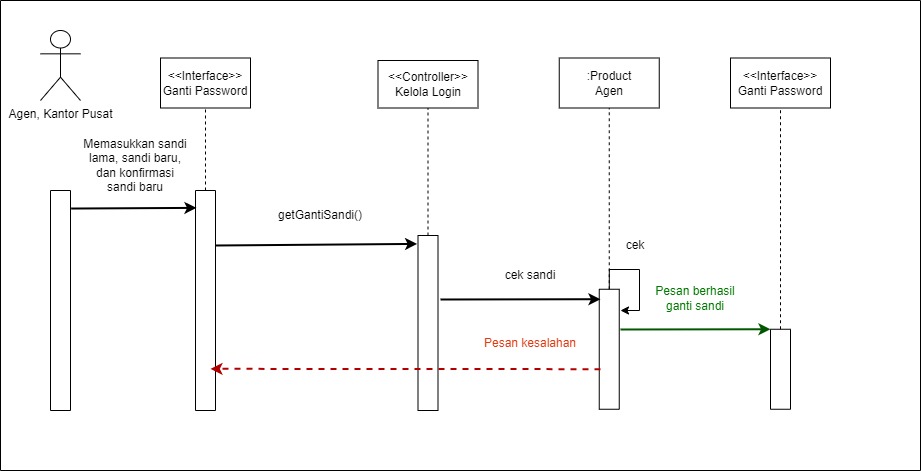 Agen, Kantor Pusat
<<Interface>>
Ganti Password
<<Controller>>
Kelola Login
:Product
Agen
<<Interface>>
Ganti Password
Memasukkan sandi
lama, sandi baru,
dan konfirmasi
sandi baru
getGantiSandi()
cek sandi
cek
Pesan berhasil
ganti sandi
Pesan kesalahan